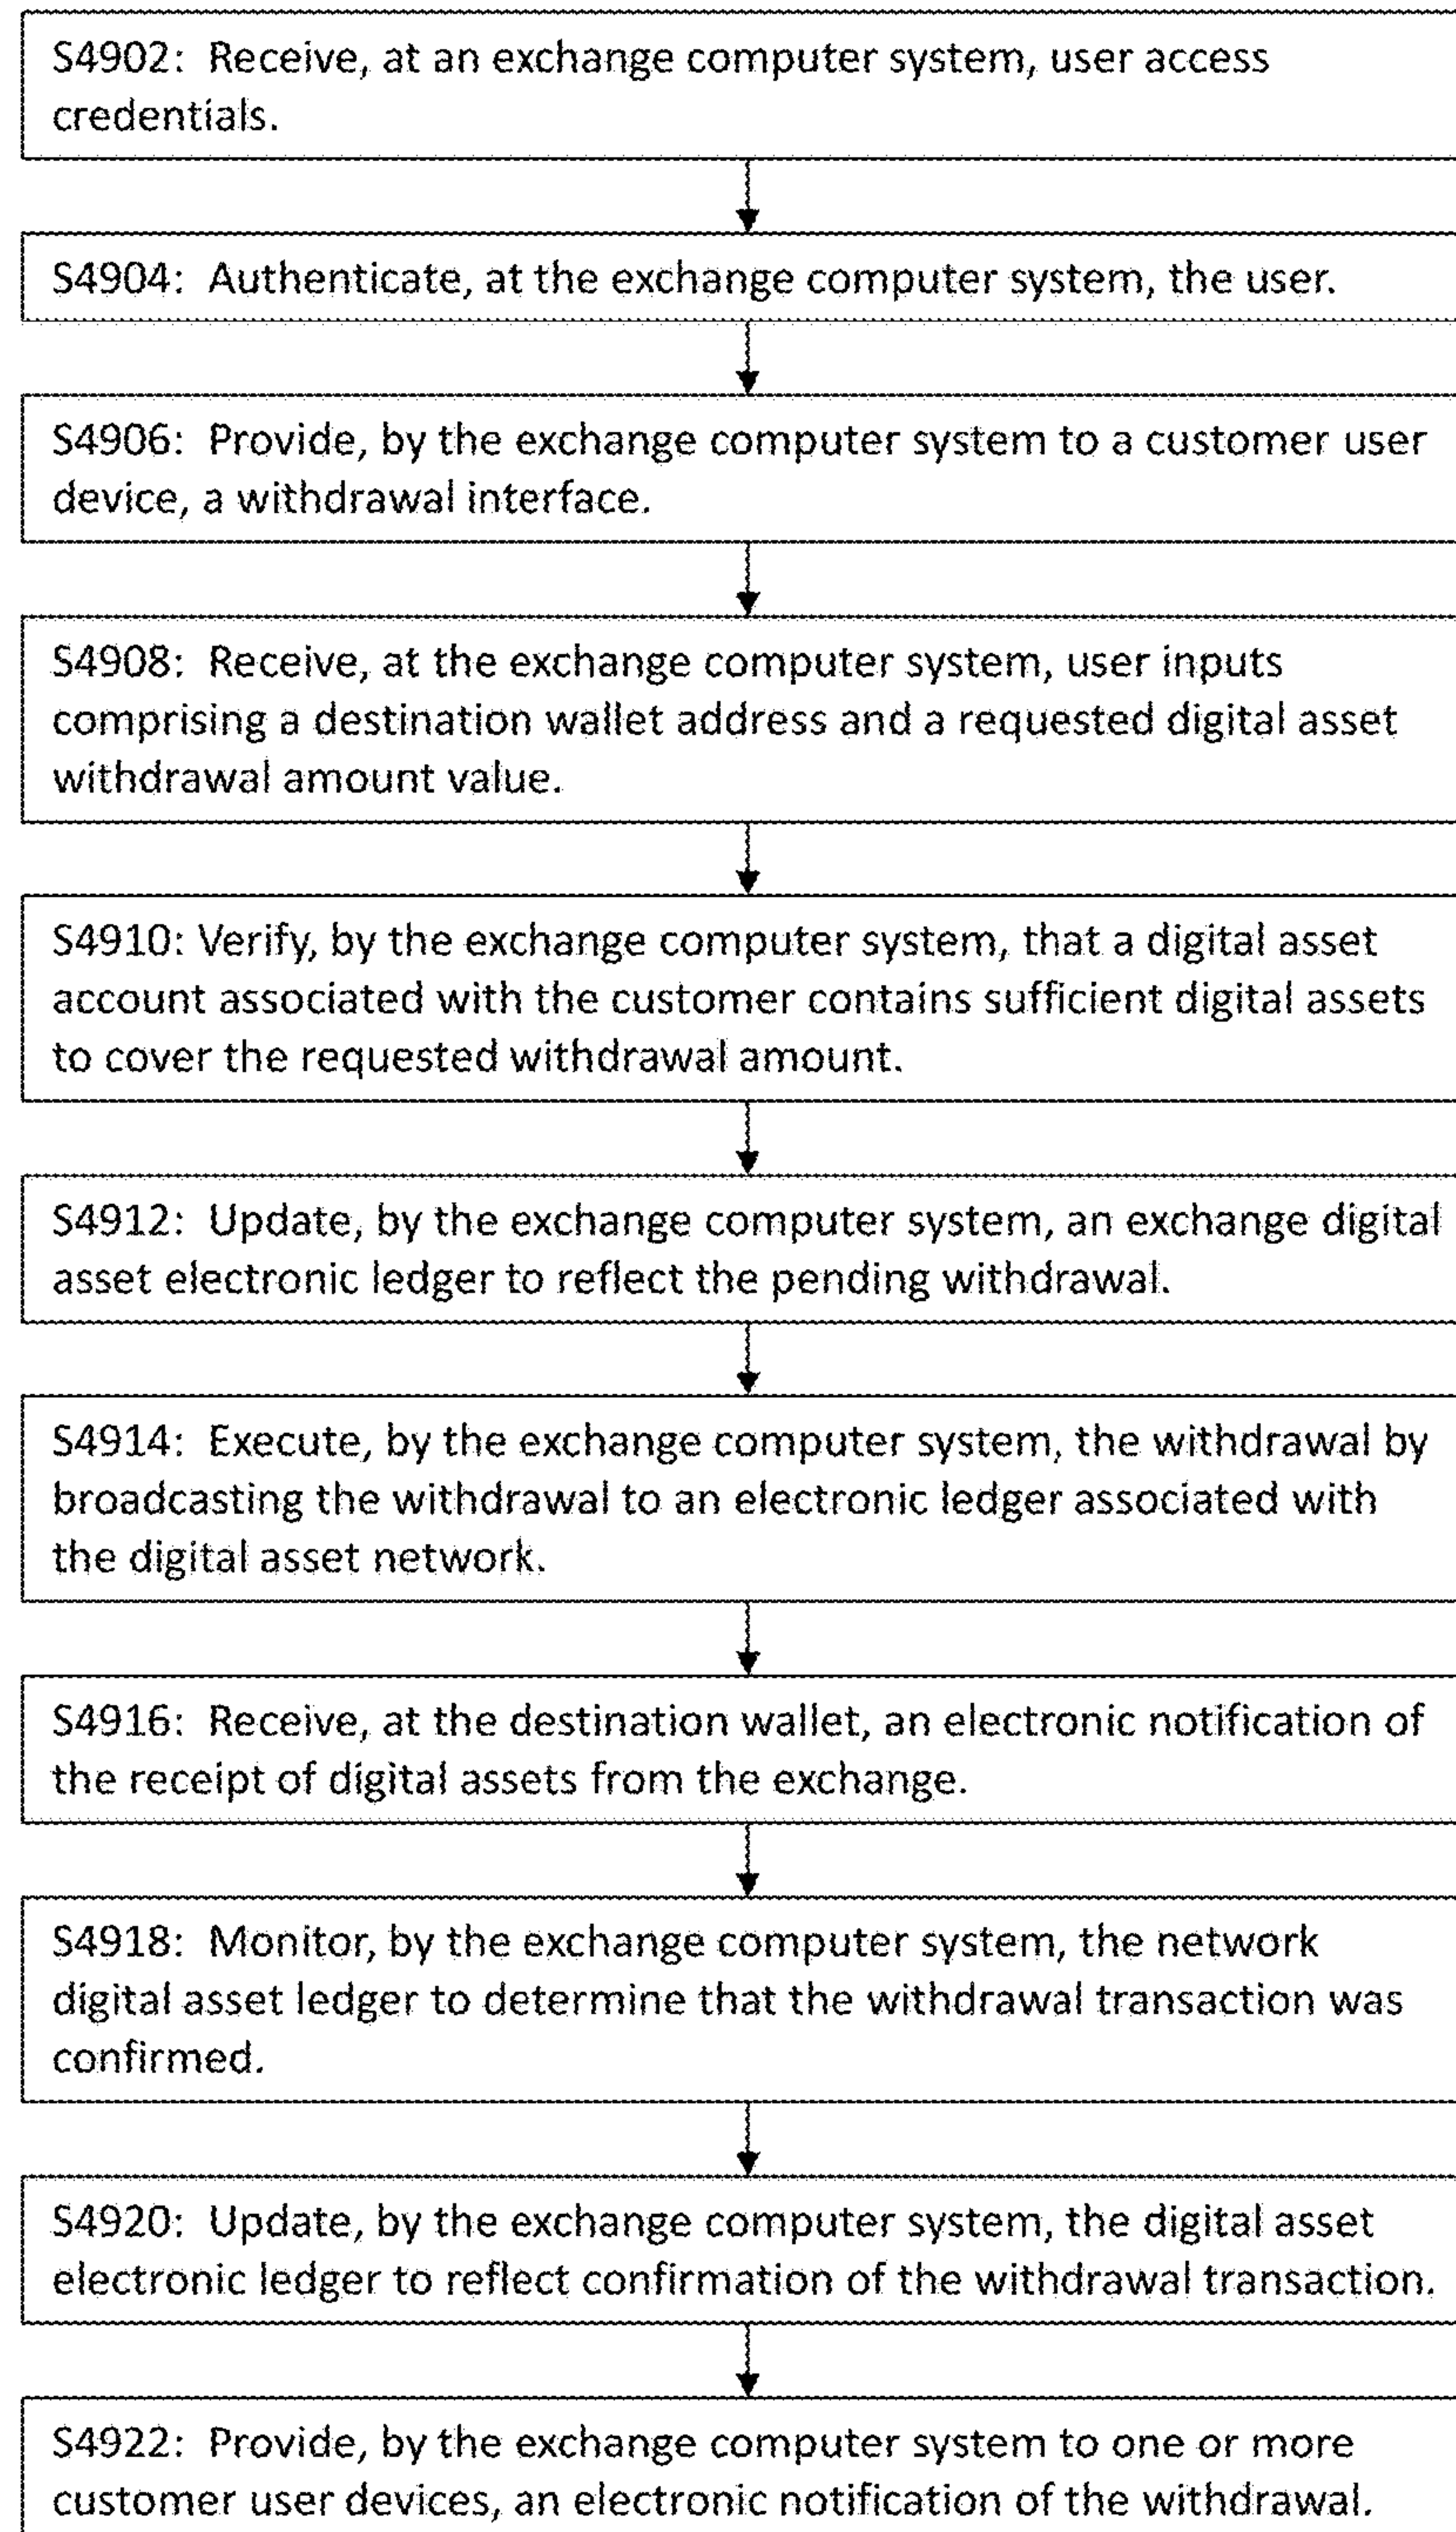 S4902: Receive, at an exchange computer system, user access
credentials.
S4904: Authenticate, at the exchange computer system, the user.
S4906: Provide, by the exchange computer system to a customer user
device, a withdrawal interface.
S4908: Receive, at the exchange computer system, user inputs
comprising a destination wallet address and a requested digital asset
withdrawal amount value.
S4910: Verify, by the exchange computer system, that a digital asset
account associated with the customer contains sufficient digital assets
to cover the requested withdrawal amount.
S4912: Update, by the exchange computer system, an exchange digital
asset electronic ledger to reflect the pending withdrawal.
S4914: Execute, by the exchange computer system, the withdrawal by
broadcasting the withdrawal to an electronic ledger associated with
the digital asset network.
S4916: Receive, at the destination wallet, an electronic notification of
the receipt of digital assets from the exchange.
S4918: Monitor, by the exchange computer system, the network
digital asset ledger to determine that the withdrawal transaction was
confirmed.
S4920: Update, by the exchange computer system, the digital asset
electronic ledger to reflect confirmation of the withdrawal transaction.
S4922: Provide, by the exchange computer system to one or more
customer user devices, an electronic notification of the withdrawal.